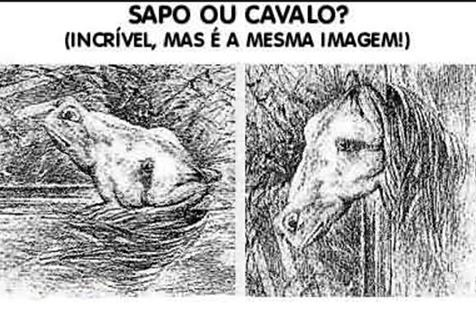 SAPO OU CAVALO?
(INCRÍVEL, MAS É A MESMA IMAGEM!)